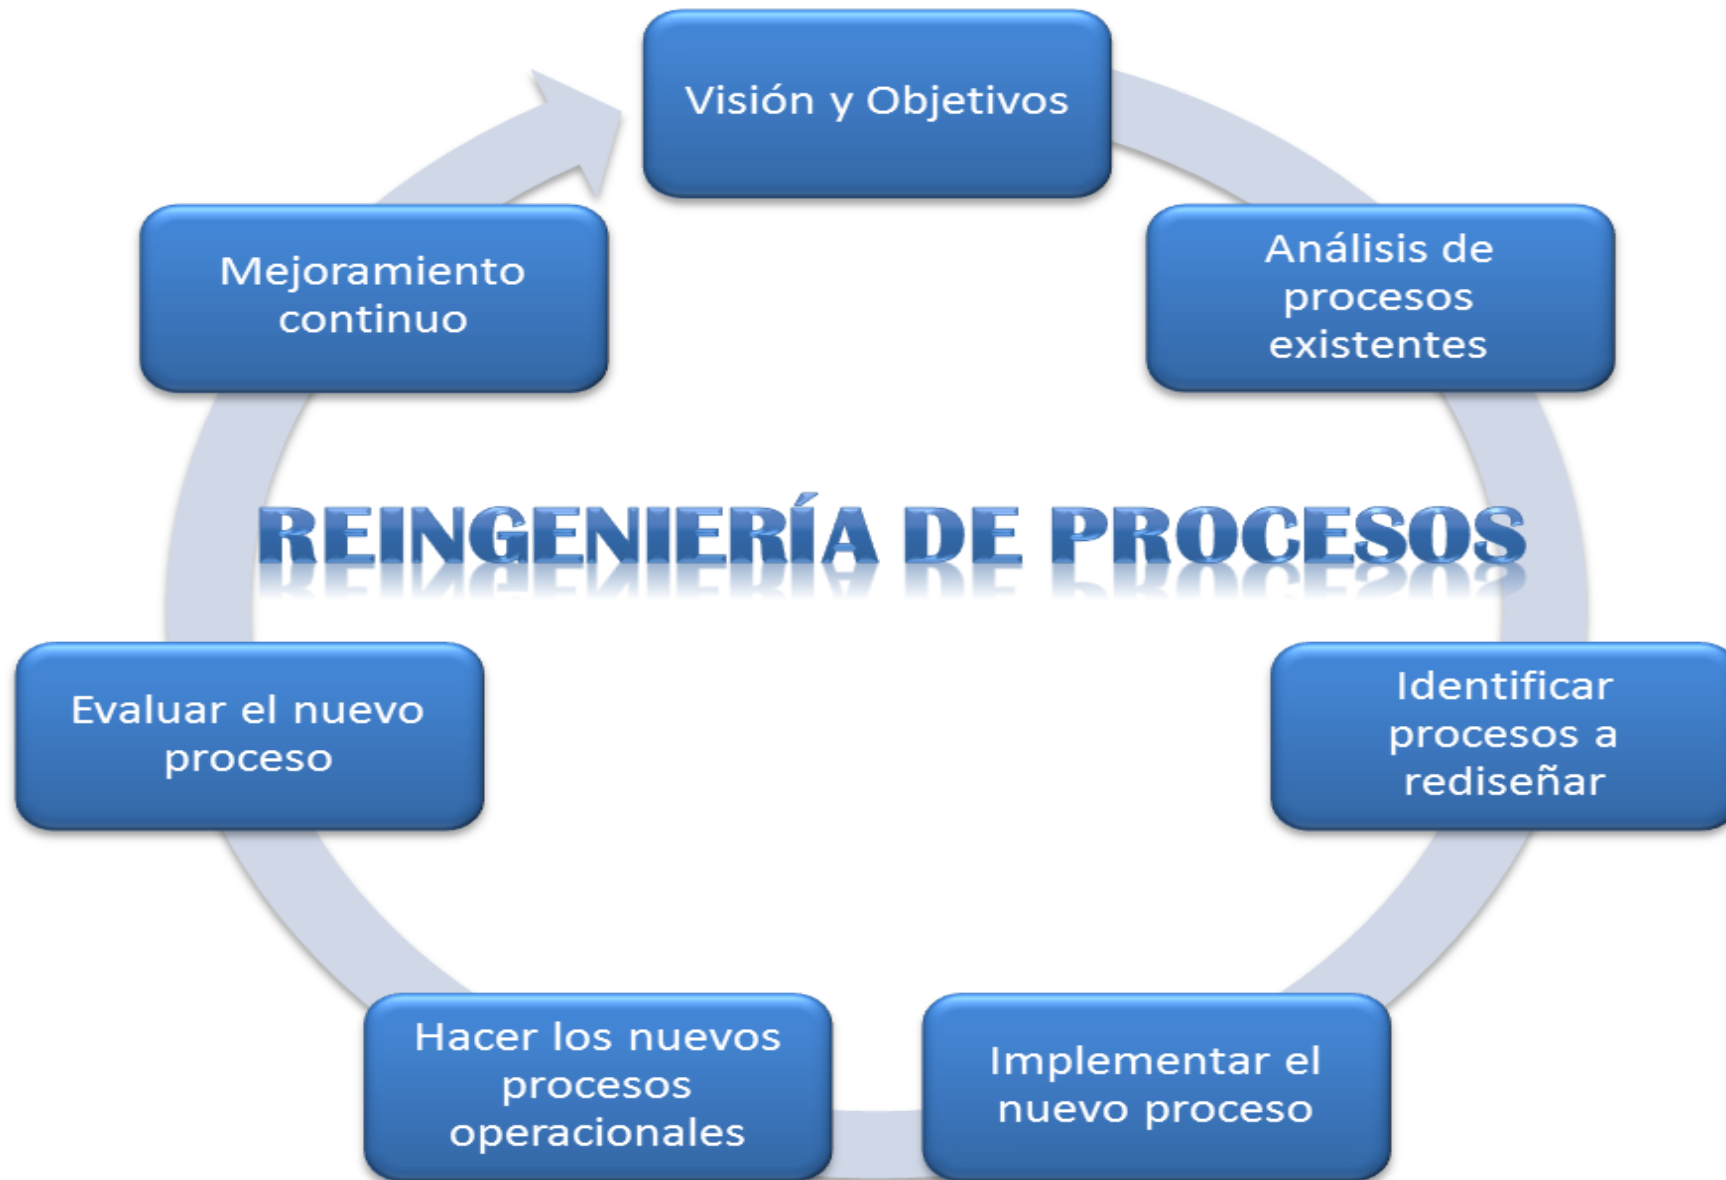 Visión y Objetivos
Análisis de
procesos
existentes
Identificar
procesos a
rediseñar
Implementar el
nuevo proceso
Hacer los nuevos
procesos
operacionales
Evaluar el nuevo
proceso
Mejoramiento
continuo
REINGENIERÍA DE PROCESOS